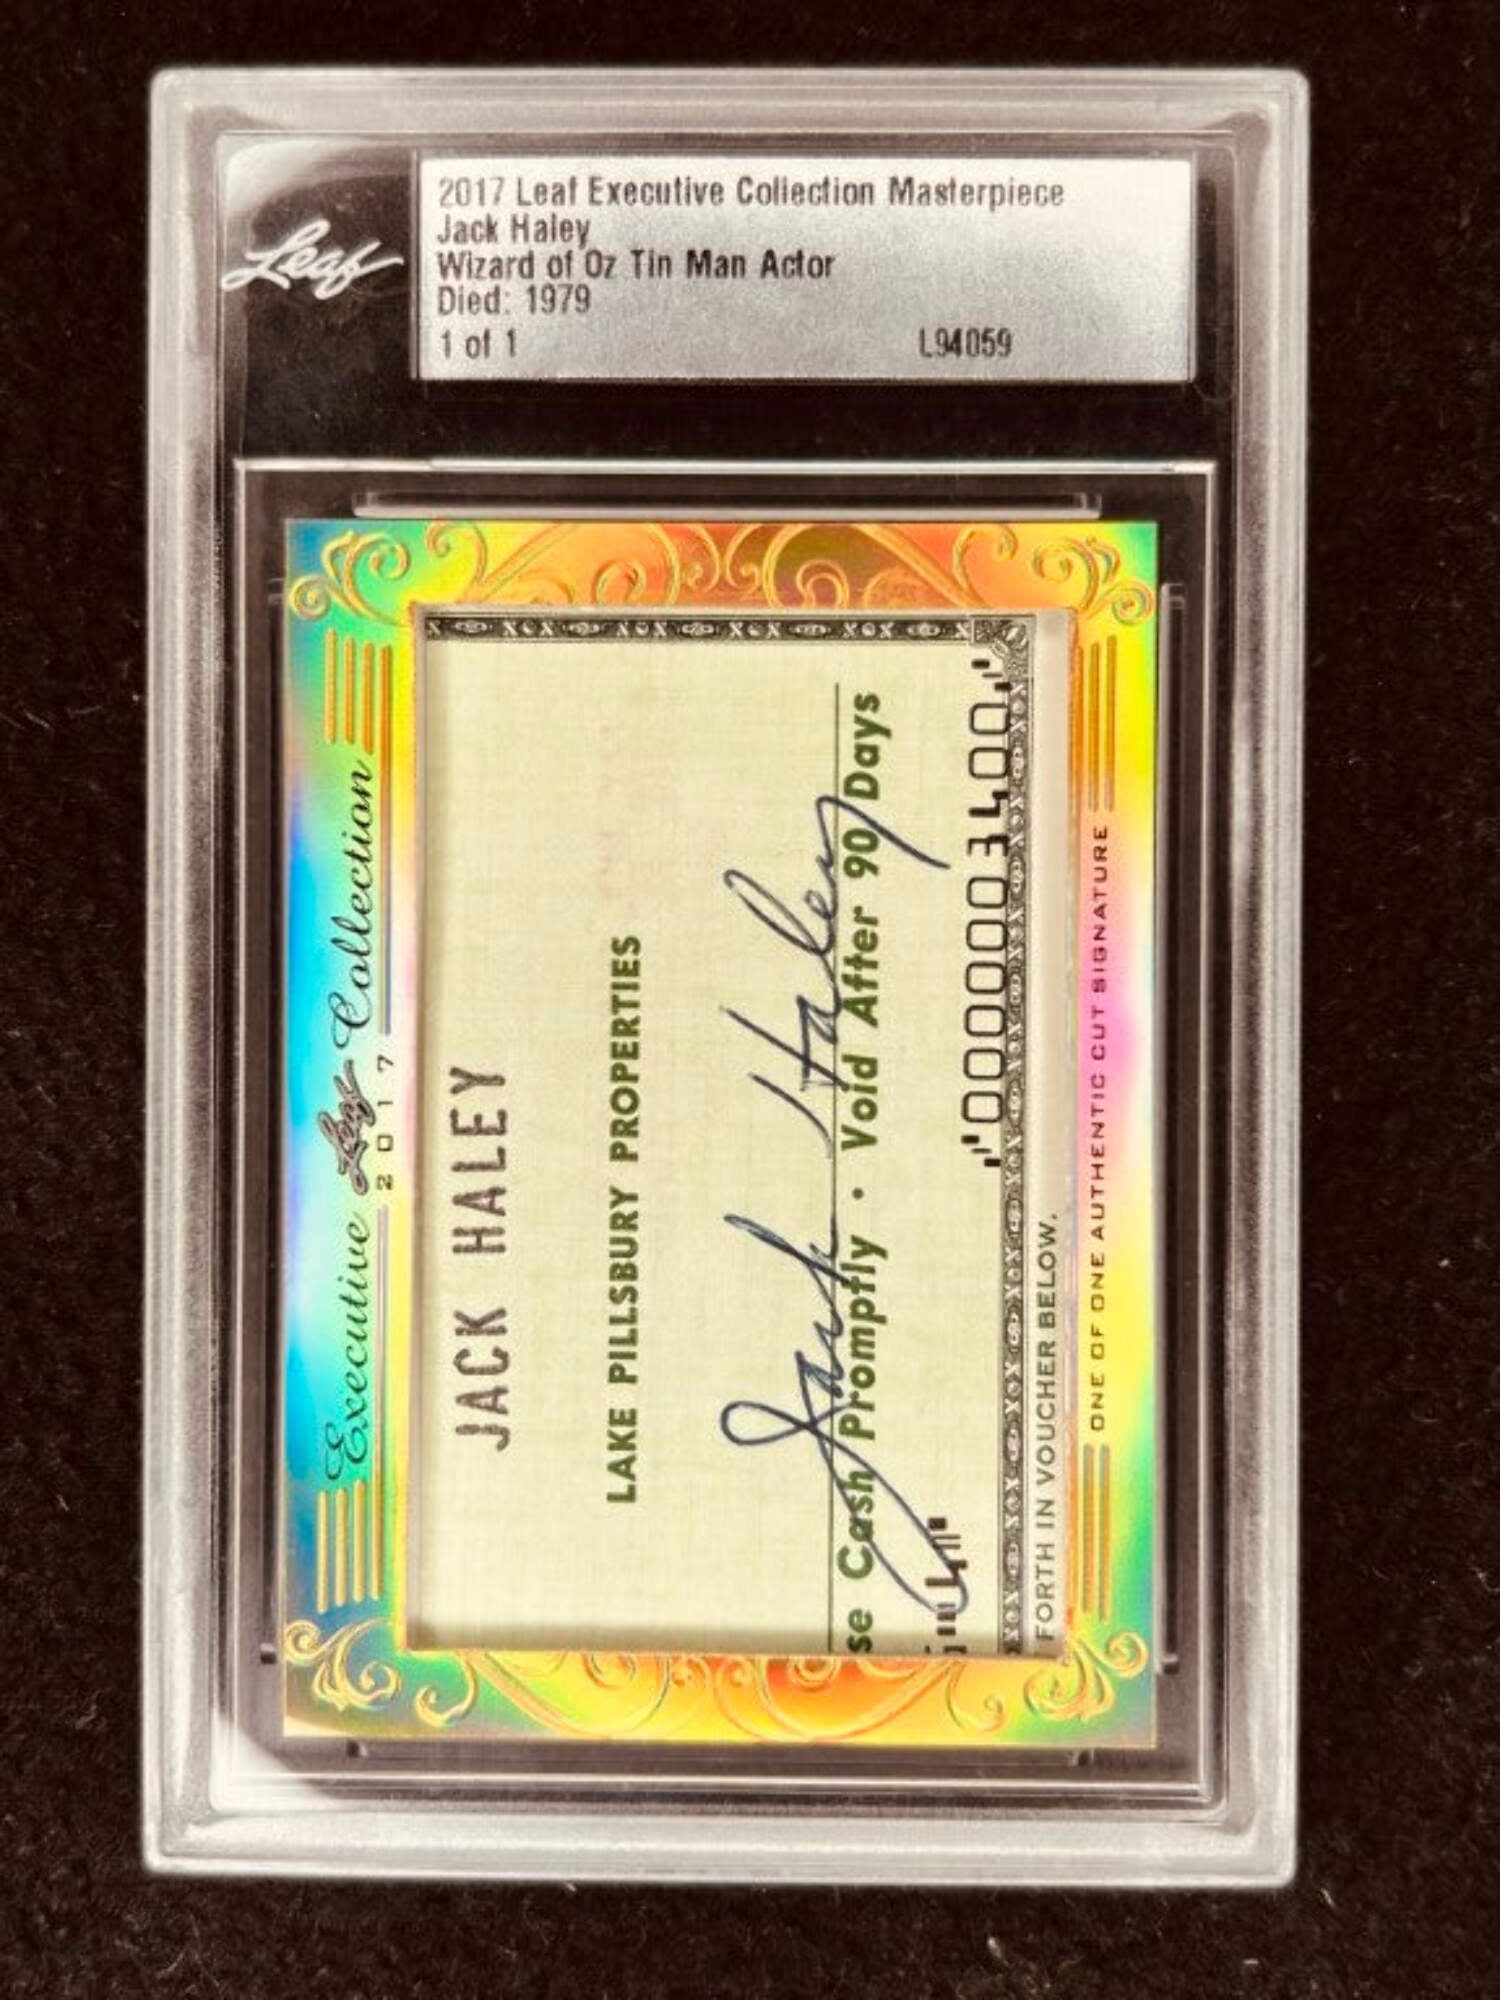 Leaf
2017 Leaf Executive Collection Masterpiece
Jack Haley
Wizard of Oz Tin Man Actor
Died: 1979
1 of 1 L94059
Executive Leaf Collection
2017
JACK HALEY
LAKE PILLSBURY PROPERTIES
Jack Haley
se Cash Promptly • Void After 90 Days
0000003400
FORTH IN VOUCHER BELOW.
ONE OF ONE AUTHENTIC CUT SIGNATURE